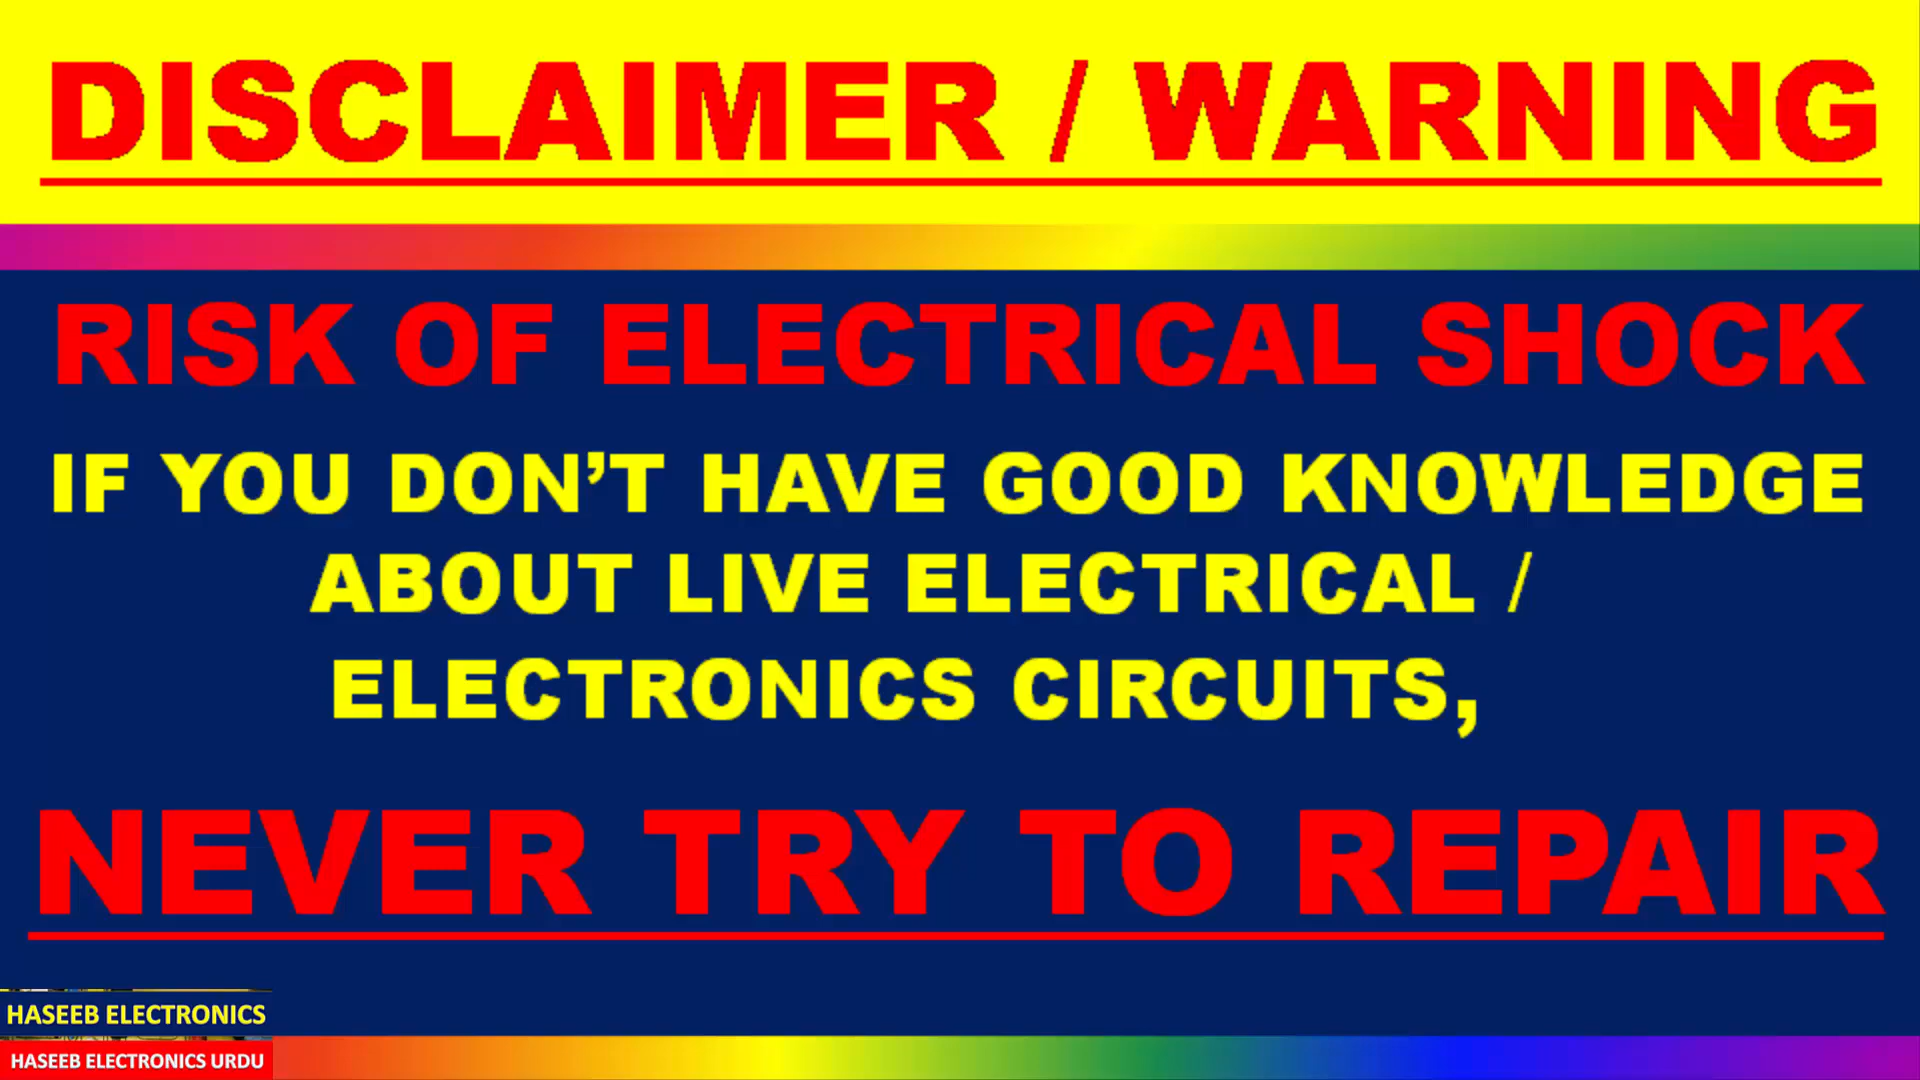 DISCLAIMER / WARNING
RISK OF ELECTRICAL SHOCK
IF YOU DON’T HAVE GOOD KNOWLEDGE
ABOUT LIVE ELECTRICAL /
ELECTRONICS CIRCUITS,
NEVER TRY TO REPAIR
HASEEB ELECTRONICS
HASEEB ELECTRONICS URDU